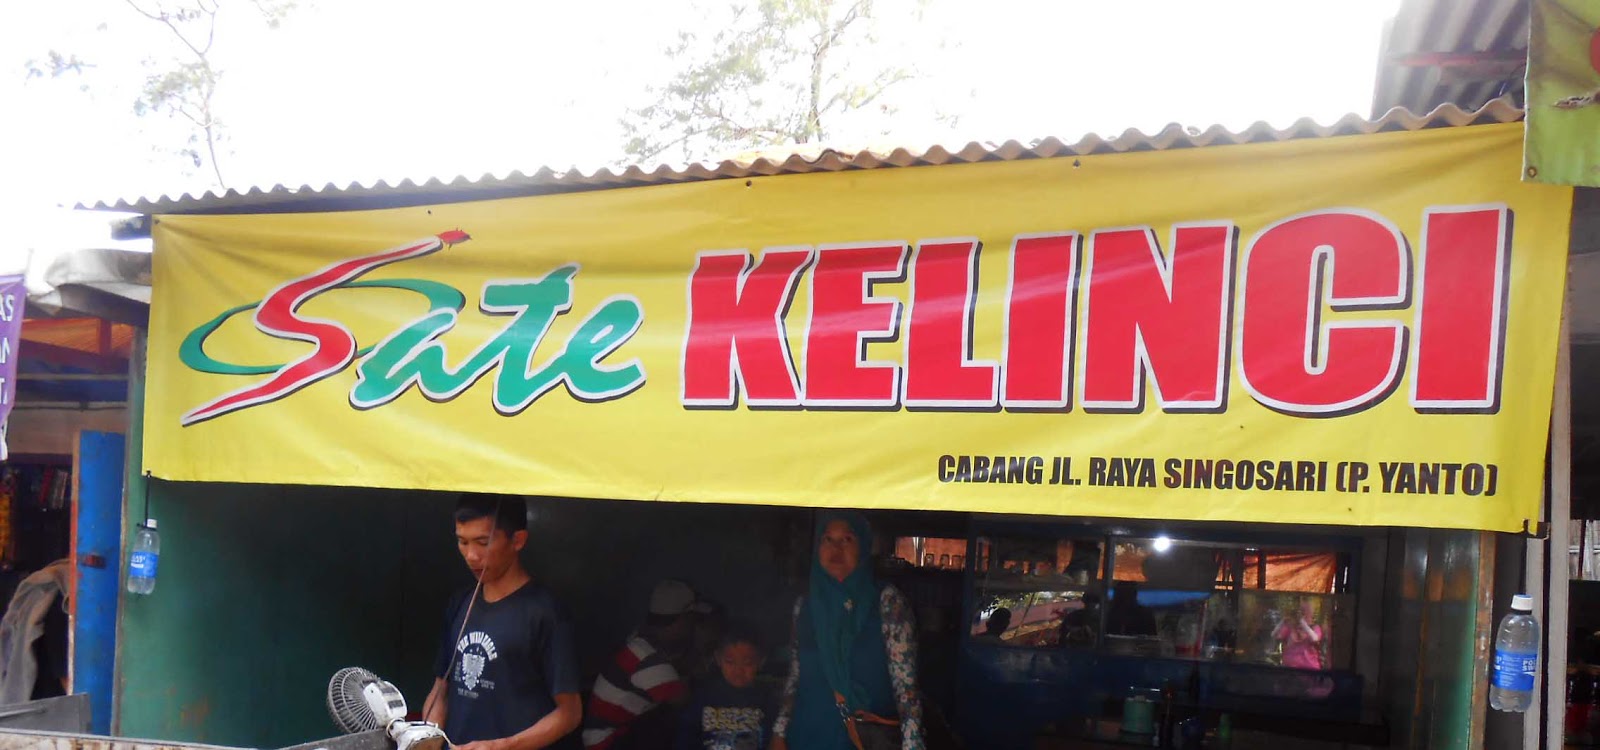 Sate KELINCI
CABANG JL. RAYA SINGOSARI (P. YANTO)